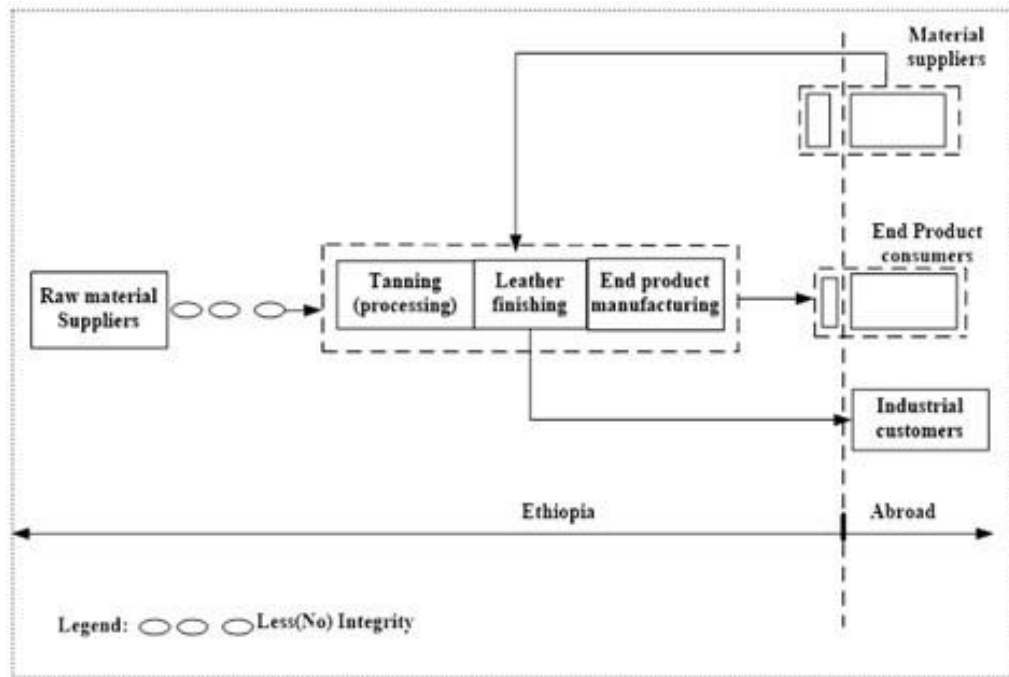 Material
suppliers
End Product
consumers
Raw material
Suppliers
Tanning
(processing)
Leather
finishing
End product
manufacturing
Industrial
customers
Ethiopia
Abroad
Legend:
Less(No) Integrity